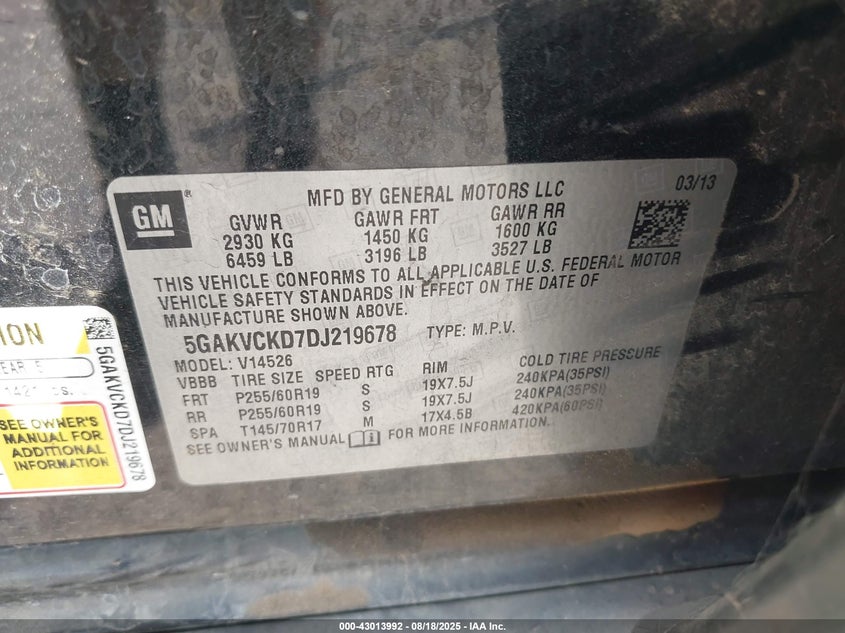 MFD BY GENERAL MOTORS LLC
03/13
GM
®
GVWR GAWR FRT GAWR RR
2930 KG 1450 KG 1600 KG
6459 LB 3196 LB 3527 LB
THIS VEHICLE CONFORMS TO ALL APPLICABLE U.S. FEDERAL MOTOR
VEHICLE SAFETY STANDARDS IN EFFECT ON THE DATE OF
MANUFACTURE SHOWN ABOVE.
5GAKVCKD7DJ219678 TYPE: M.P.V.
MODEL: V14526
VBBB TIRE SIZE SPEED RTG RIM COLD TIRE PRESSURE
FRT P255/60R19 S 19X7.5J 240KPA(35PSI)
RR P255/60R19 S 19X7.5J 240KPA(35PSI)
SPA T145/70R17 M 17X4.5B 420KPA(60PSI)
SEE OWNER'S MANUAL FOR MORE INFORMATION.
ION
EAR 5
SEE OWNER'S
MANUAL FOR
ADDITIONAL
INFORMATION
5GAKVCKD7DJ219678
000-43013992 - 08/18/2025 - IAA Inc.